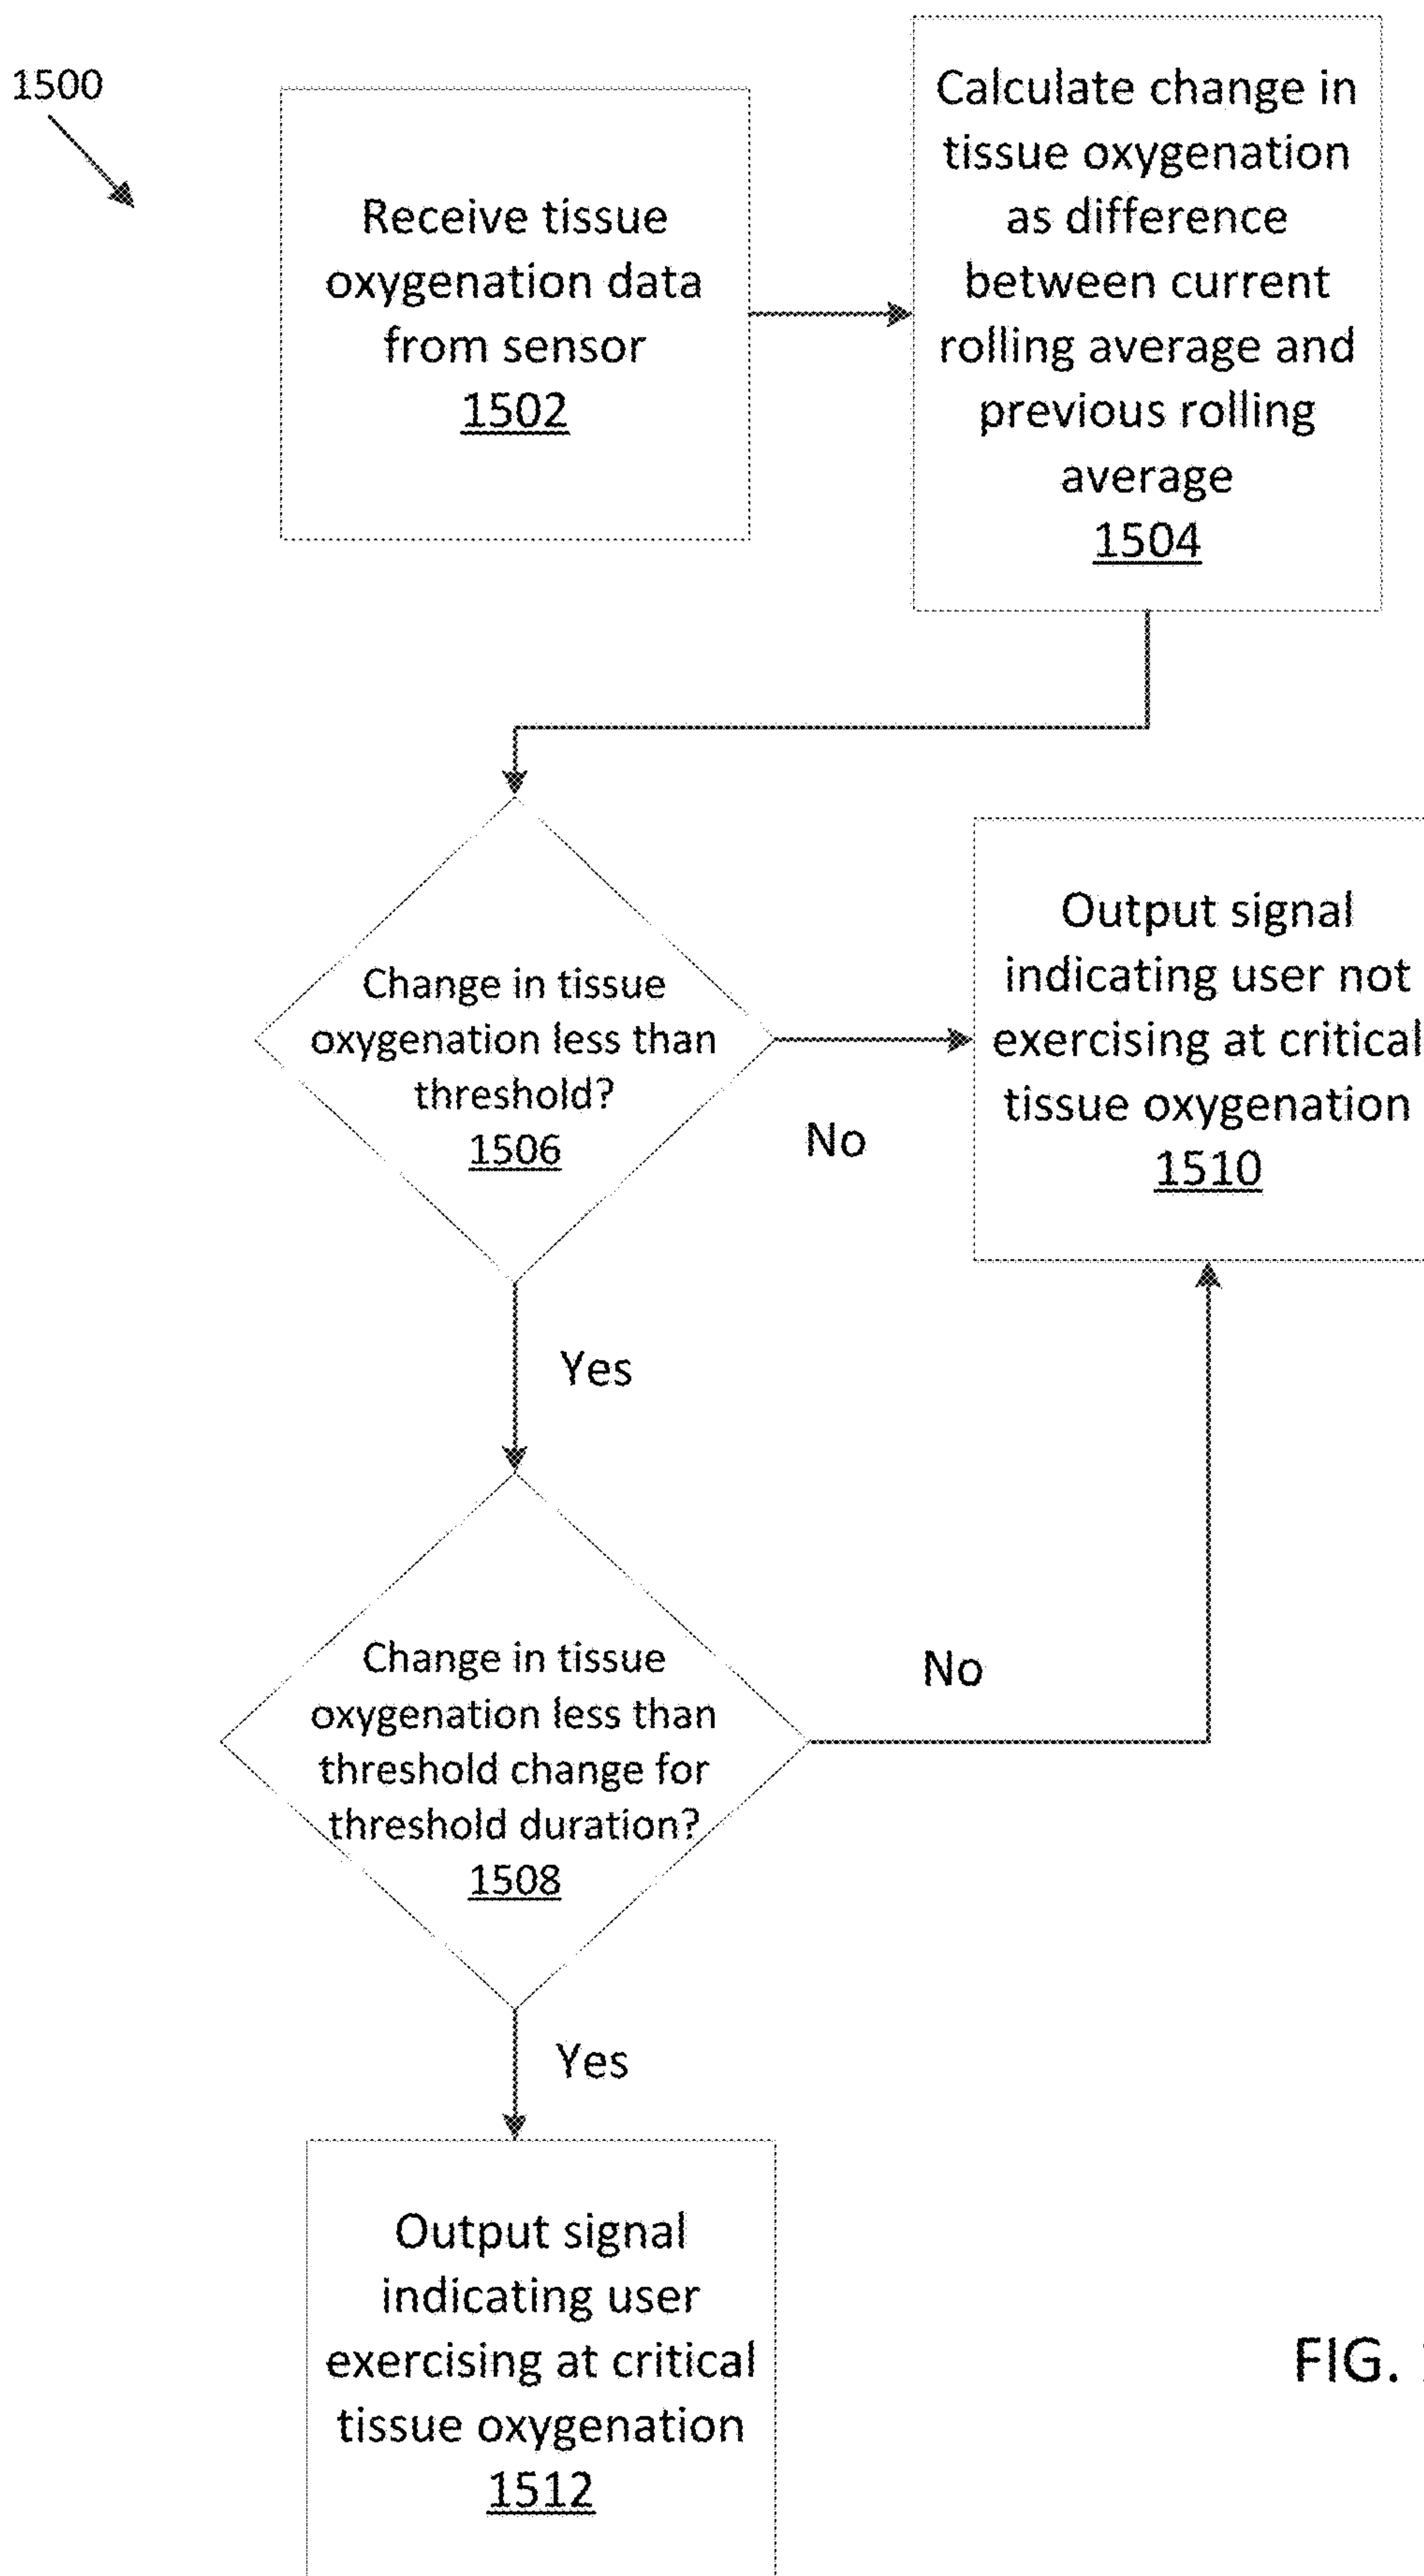 1500
Receive tissue
oxygenation data
from sensor
1502
Calculate change in
tissue oxygenation
as difference
between current
rolling average and
previous rolling
average
1504
Change in tissue
oxygenation less than
threshold?
1506
No
Output signal
indicating user not
exercising at critical
tissue oxygenation
1510
Yes
Change in tissue
oxygenation less than
threshold change for
threshold duration?
1508
No
Yes
Output signal
indicating user
exercising at critical
tissue oxygenation
1512
FIG.